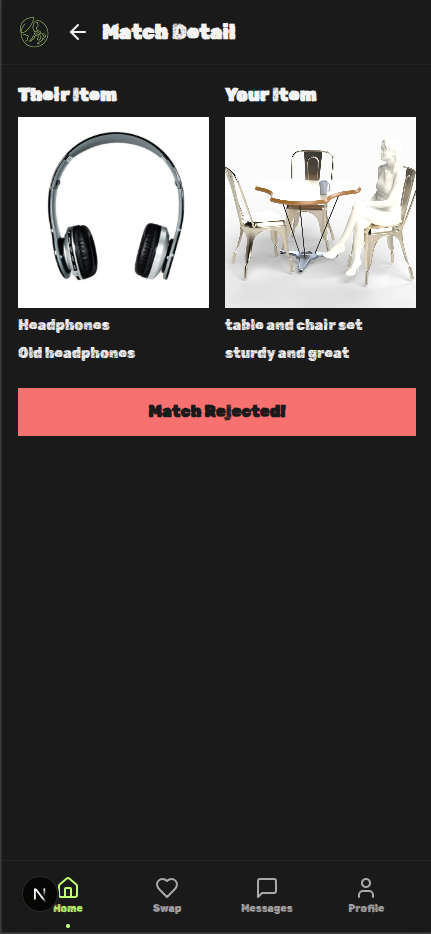 Match Detail
Their Item
Your Item
Headphones
table and chair set
Old headphones
sturdy and great
Match Rejected!
N
Home
Swap
Messages
Profile